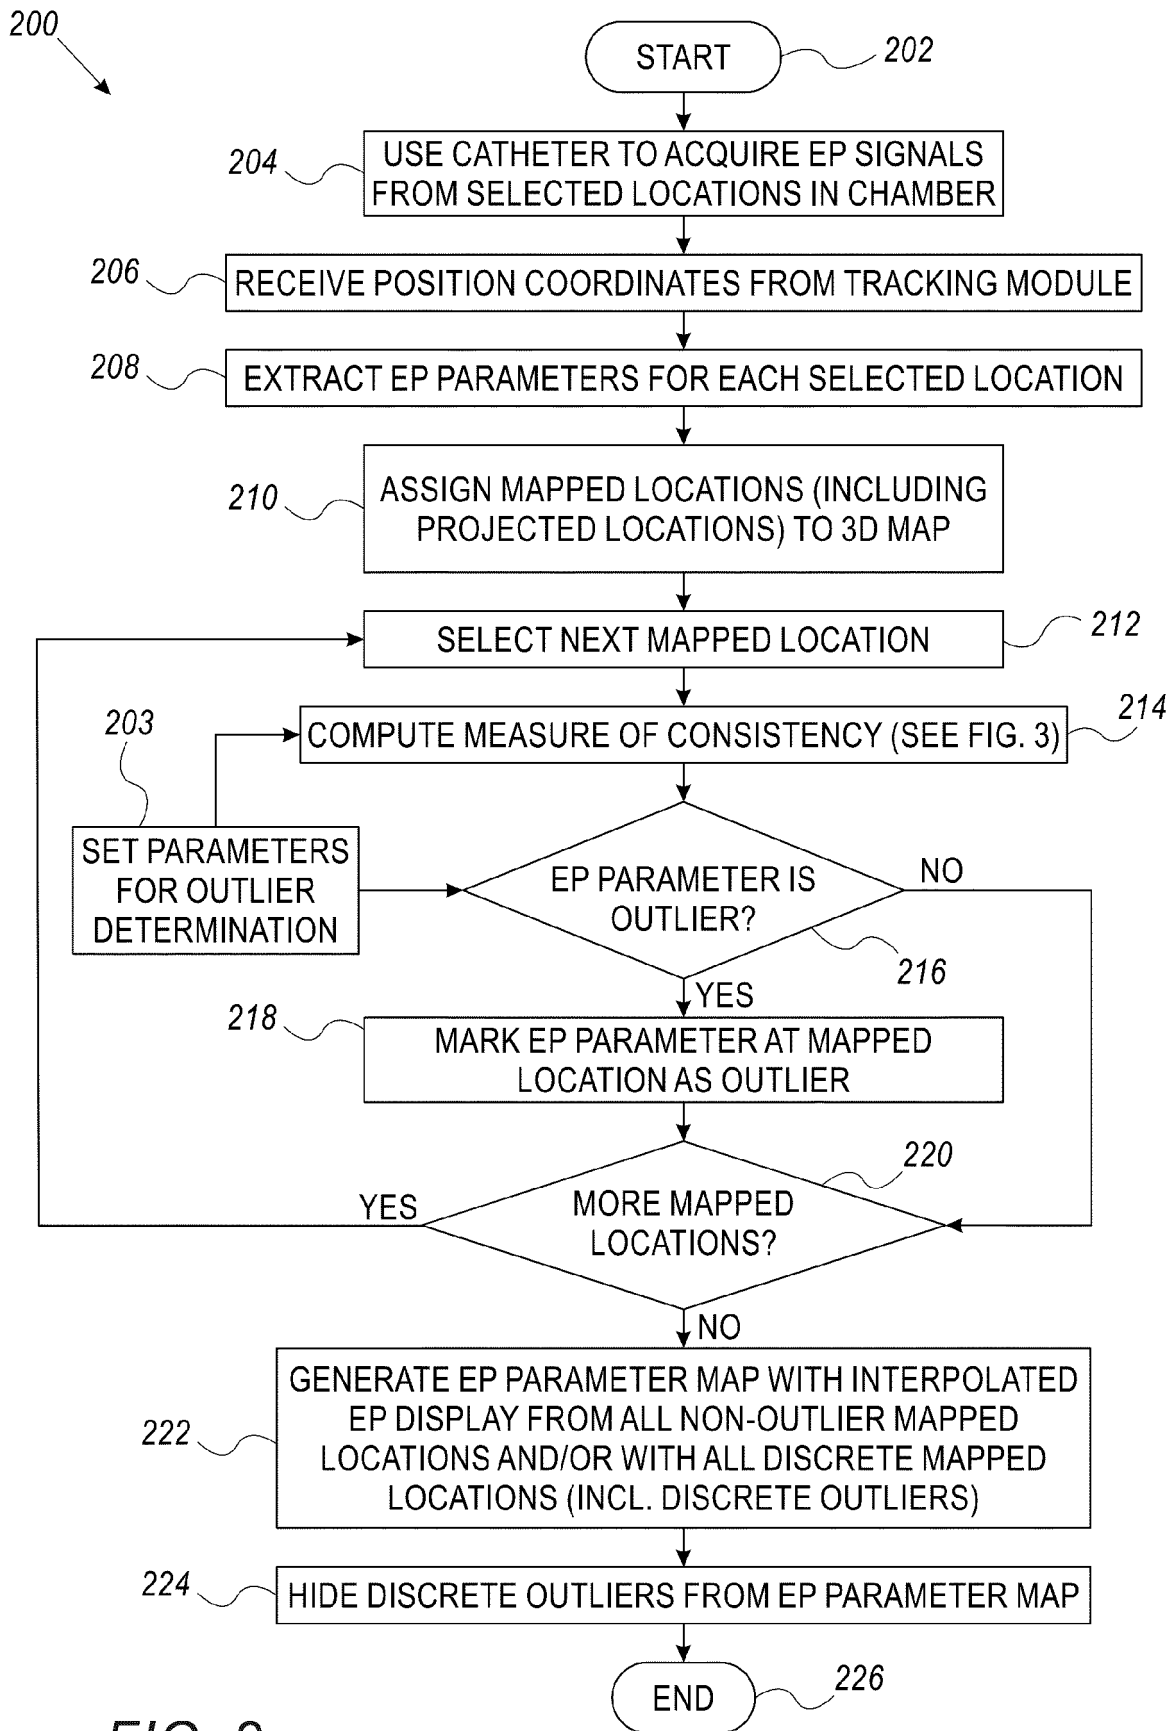 200
START
202
204
USE CATHETER TO ACQUIRE EP SIGNALS
FROM SELECTED LOCATIONS IN CHAMBER
206
RECEIVE POSITION COORDINATES FROM TRACKING MODULE
208
EXTRACT EP PARAMETERS FOR EACH SELECTED LOCATION
210
ASSIGN MAPPED LOCATIONS (INCLUDING
PROJECTED LOCATIONS) TO 3D MAP
SELECT NEXT MAPPED LOCATION
212
203
COMPUTE MEASURE OF CONSISTENCY (SEE FIG. 3)
214
SET PARAMETERS
FOR OUTLIER
DETERMINATION
EP PARAMETER IS
OUTLIER?
NO
216
YES
218
MARK EP PARAMETER AT MAPPED
LOCATION AS OUTLIER
220
YES
MORE MAPPED
LOCATIONS?
NO
222
GENERATE EP PARAMETER MAP WITH INTERPOLATED
EP DISPLAY FROM ALL NON-OUTLIER MAPPED
LOCATIONS AND/OR WITH ALL DISCRETE MAPPED
LOCATIONS (INCL. DISCRETE OUTLIERS)
224
HIDE DISCRETE OUTLIERS FROM EP PARAMETER MAP
END
226
FIG.